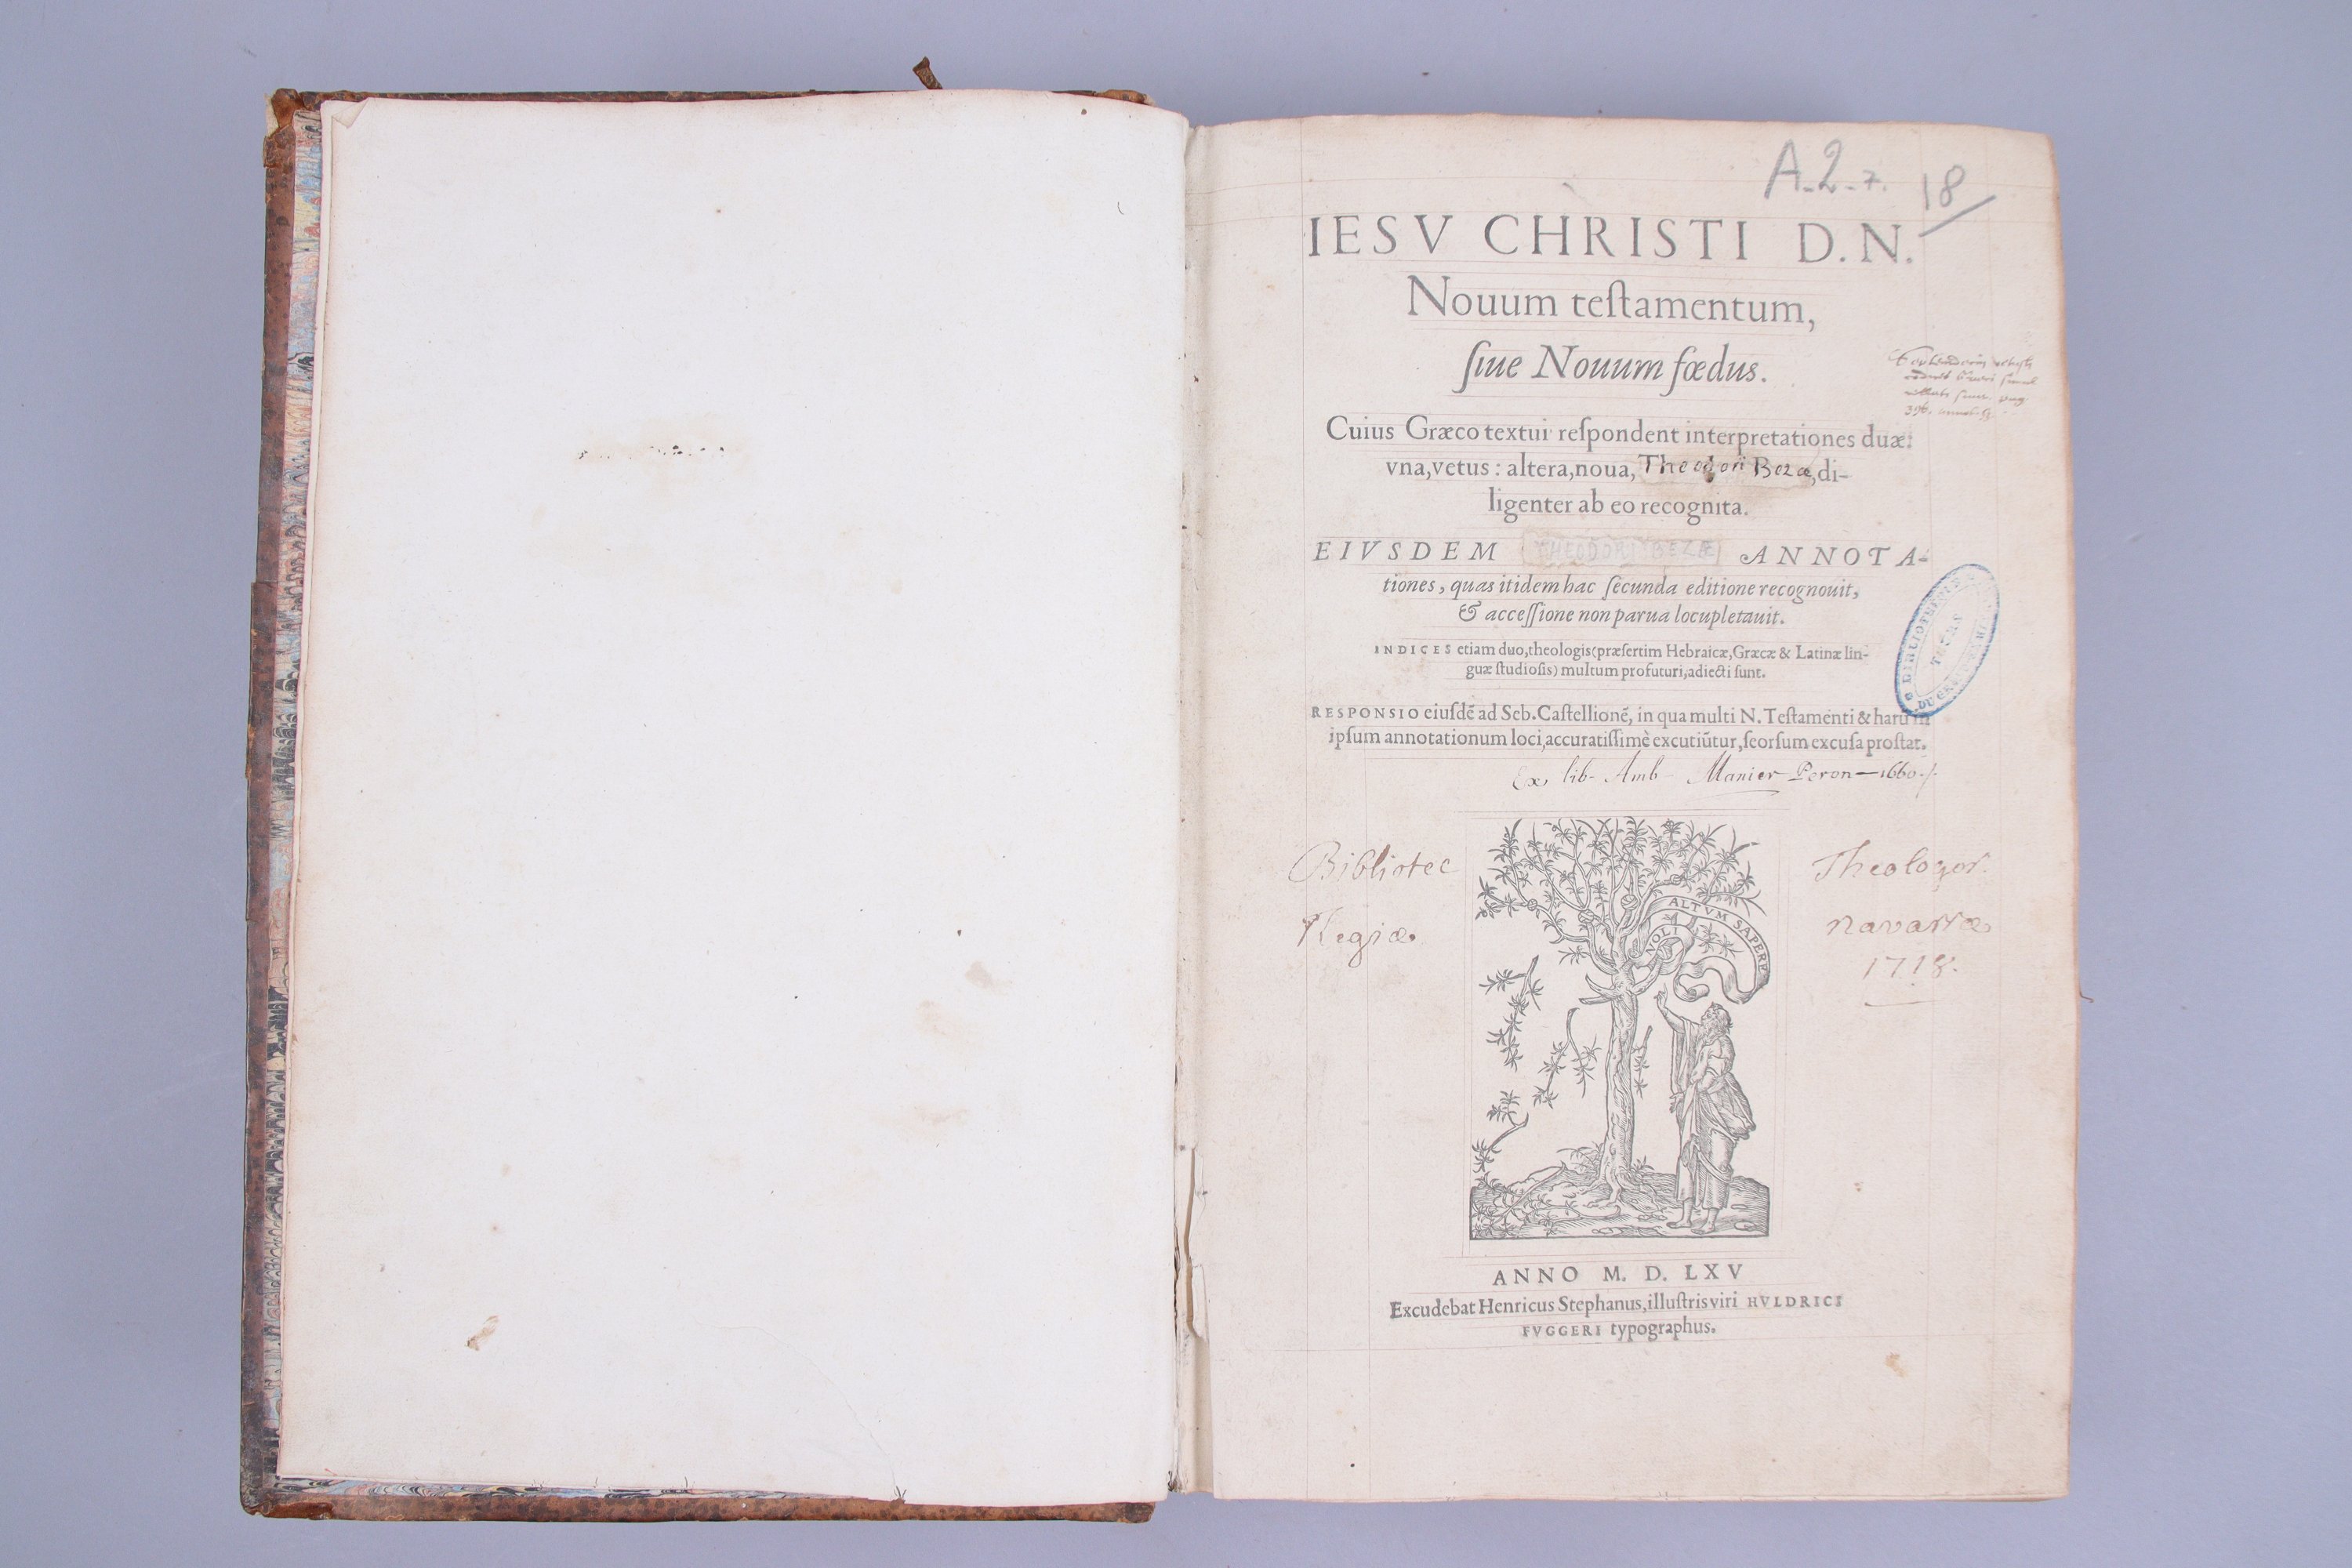 A.2.7. 18
IESV CHRISTI D.N.
Nouum teſtamentum,
ſiue Nouum fœdus.
Cuius Græco textui reſpondent interpretationes duæ:
vna, vetus: altera, noua, Theodori Bezæ, di-
ligenter ab eo recognita.
EIVSDEM THEODORI BEZÆ ANNOTA-
tiones, quas itidem hac ſecunda editione recognouit,
& acceſſione non parua locupletauit.
INDICES etiam duo, theologis (præſertim Hebraicæ, Græcæ & Latinæ lin-
guæ ſtudioſis) multum profuturi, adiecti ſunt.
RESPONSIO eiuſdẽ ad Seb. Caſtellionẽ, in qua multi N. Teſtamenti & harũ in
ipſum annotationum loci, accuratiſſimè excutiũtur, ſeorſum excuſa proſtat.
Ex lib- Amb- Manier Peron—1660./.
Bibliotec Theologor.
Regiæ navarræ
1718.
NOLI ALTVM SAPERE
ANNO M. D. LXV
Excudebat Henricus Stephanus, illuſtris viri HVLDRICI
FVGGERI typographus.
BIBLIOTHEQUE